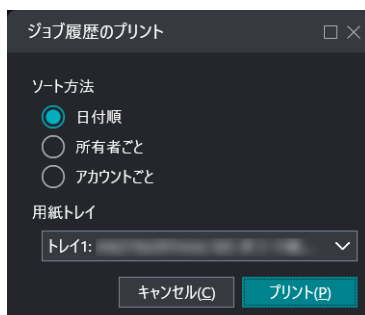 ジョブ履歴のプリント
ソート方法
日付順
所有者ごと
アカウントごと
用紙トレイ
トレイ1:
キャンセル(C)
プリント(P)